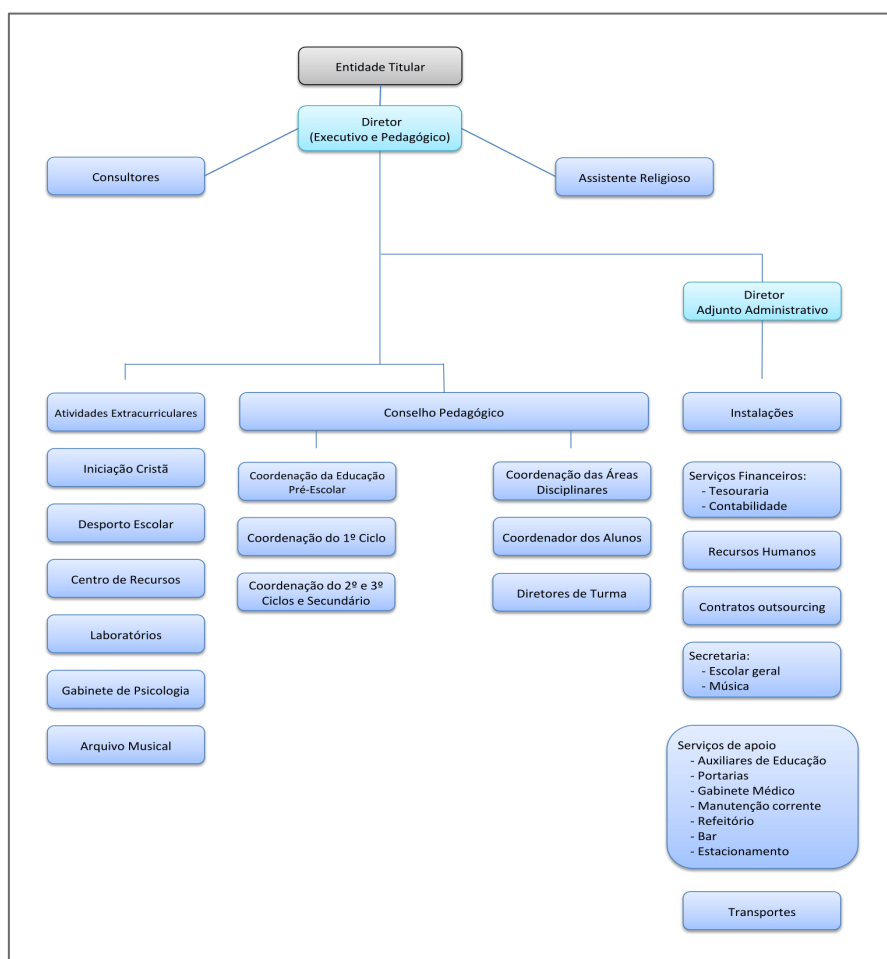 Entidade Titular
Diretor
(Executivo e Pedagógico)
Consultores
Assistente Religioso
Diretor
Adjunto Administrativo
Atividades Extracurriculares
Iniciação Cristã
Desporto Escolar
Centro de Recursos
Laboratórios
Gabinete de Psicologia
Arquivo Musical
Conselho Pedagógico
Coordenação da Educação
Pré-Escolar
Coordenação do 1º Ciclo
Coordenação do 2º e 3º
Ciclos e Secundário
Coordenação das Áreas
Disciplinares
Coordenador dos Alunos
Diretores de Turma
Instalações
Serviços Financeiros:
- Tesouraria
- Contabilidade
Recursos Humanos
Contratos outsourcing
Secretaria:
- Escolar geral
- Música
Serviços de apoio
- Auxiliares de Educação
- Portarias
- Gabinete Médico
- Manutenção corrente
- Refeitório
- Bar
- Estacionamento
Transportes